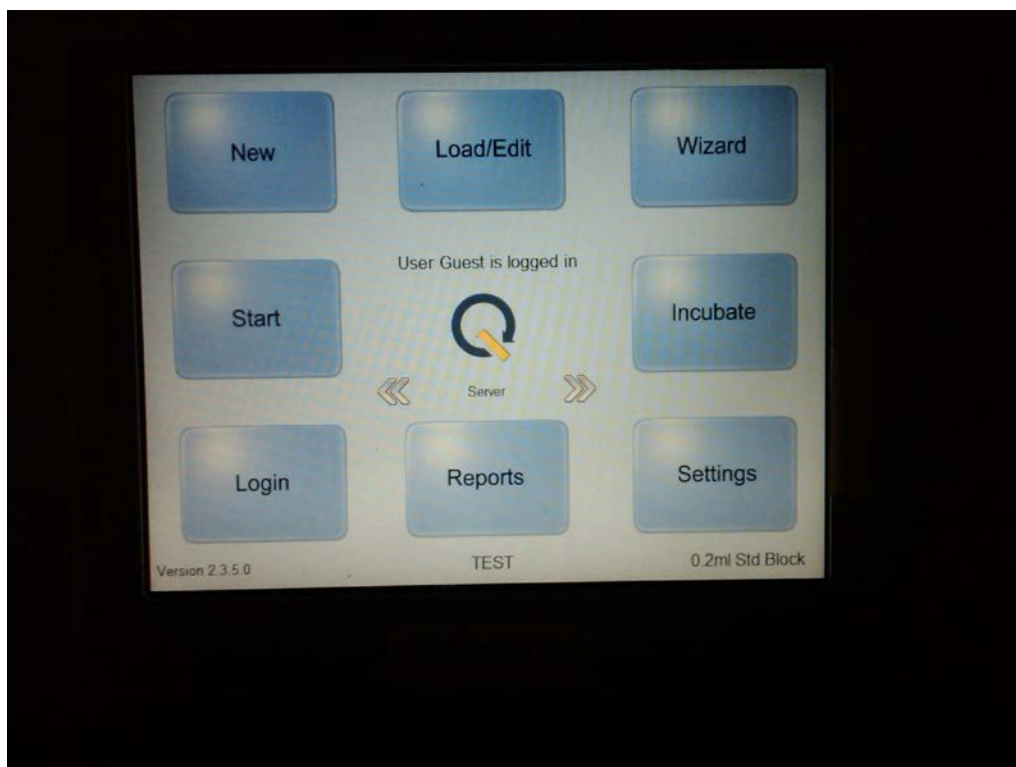 New
Load/Edit
Wizard
User Guest is logged in
Start
Incubate
Server
Login
Reports
Settings
Version 2.3.5.0
TEST
0.2ml Std Block